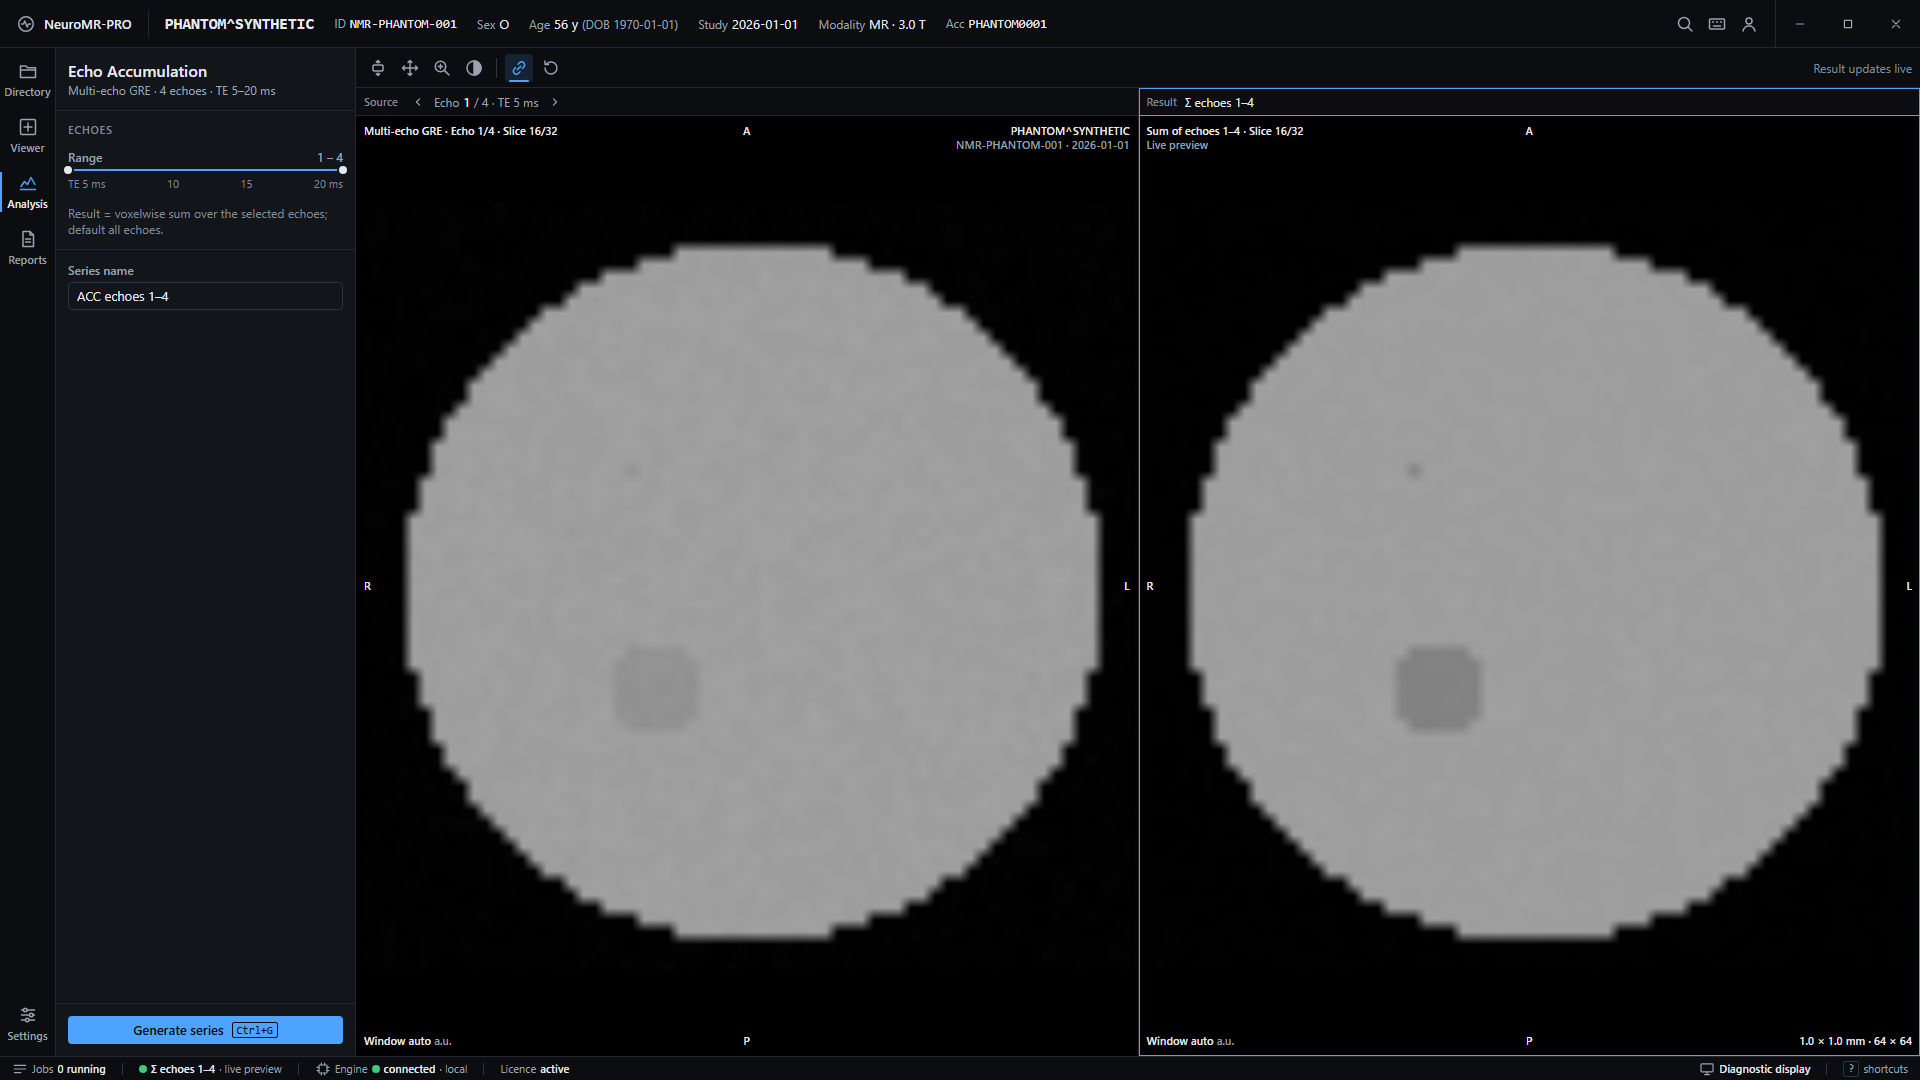 NeuroMR-PRO
PHANTOM^SYNTHETIC
ID NMR-PHANTOM-001
Sex O
Age 56 y (DOB 1970-01-01)
Study 2026-01-01
Modality MR · 3.0 T
Acc PHANTOM0001
Directory
Viewer
Analysis
Reports
Settings
Echo Accumulation
Multi-echo GRE · 4 echoes · TE 5–20 ms
ECHOES
Range 1 – 4
TE 5 ms 10 15 20 ms
Result = voxelwise sum over the selected echoes;
default all echoes.
Series name
ACC echoes 1–4
Generate series Ctrl+G
Result updates live
Source Echo 1 / 4 · TE 5 ms
Multi-echo GRE · Echo 1/4 · Slice 16/32
A
PHANTOM^SYNTHETIC
NMR-PHANTOM-001 · 2026-01-01
R
L
Window auto a.u.
P
Result Σ echoes 1–4
Sum of echoes 1–4 · Slice 16/32
Live preview
A
R
L
Window auto a.u.
P
1.0 × 1.0 mm · 64 × 64
Jobs 0 running
Σ echoes 1–4 · live preview
Engine connected · local
Licence active
Diagnostic display
? shortcuts